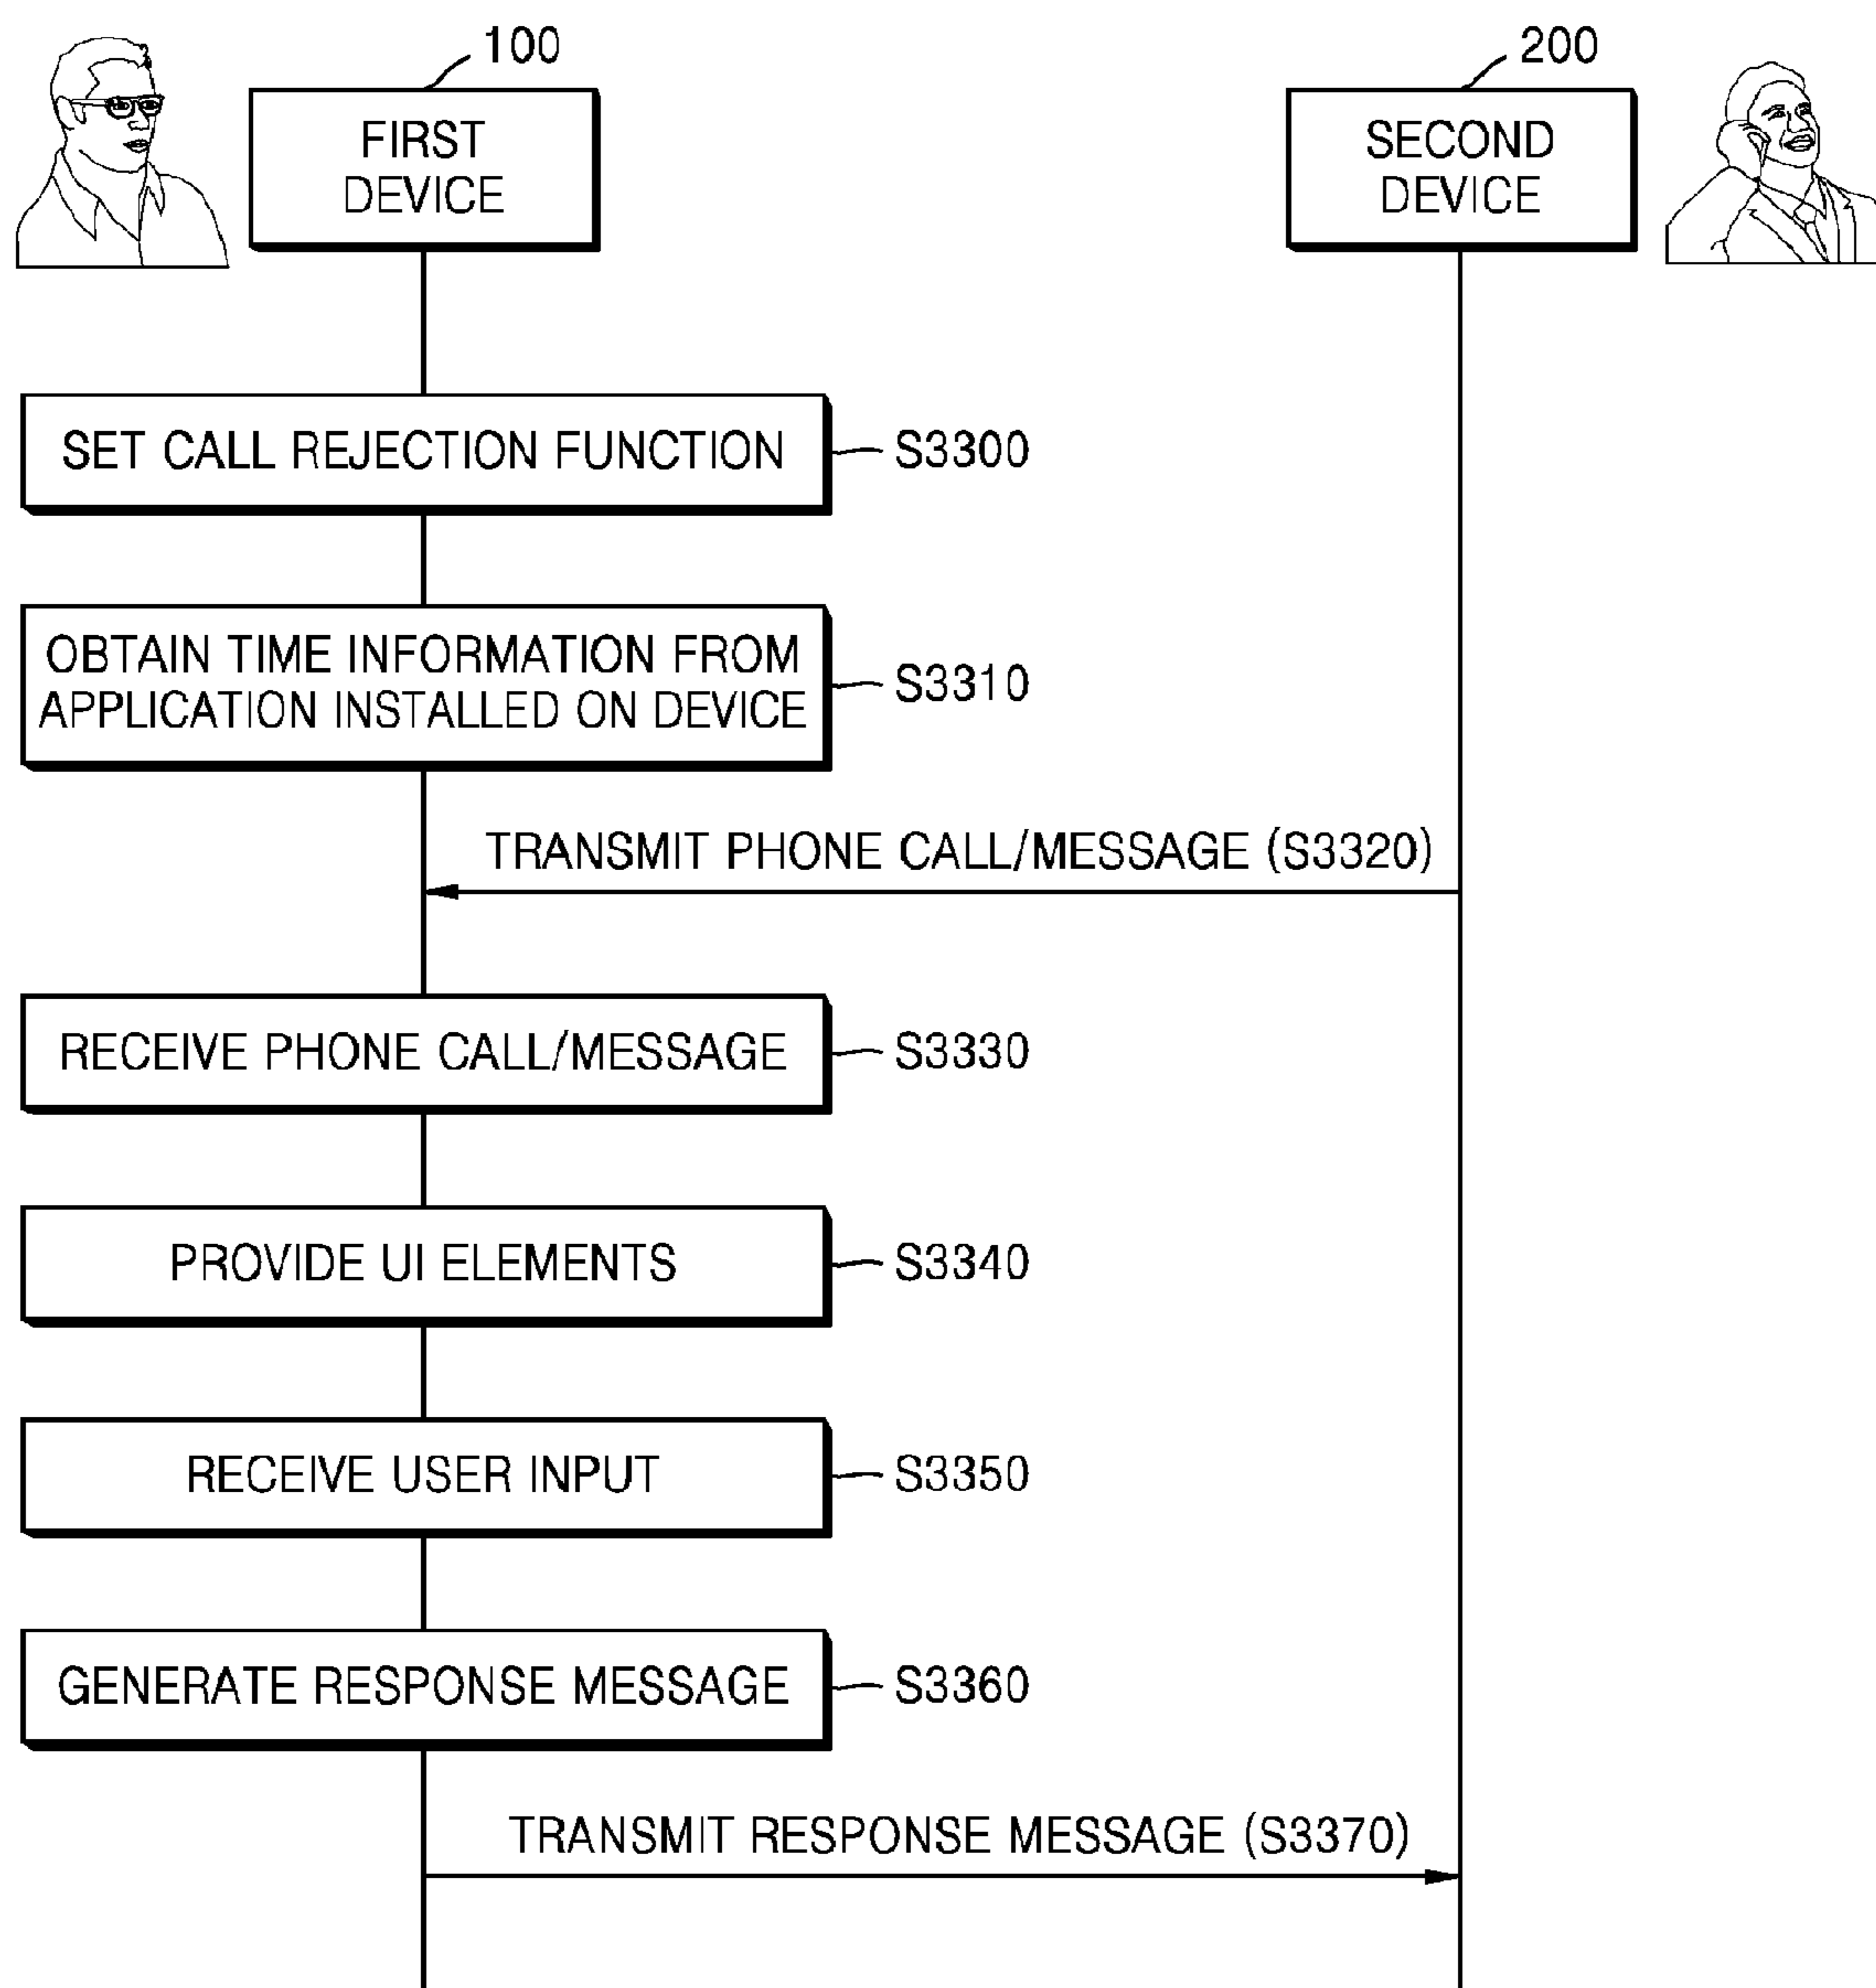 100
200
FIRST
DEVICE
SECOND
DEVICE
SET CALL REJECTION FUNCTION
S3300
OBTAIN TIME INFORMATION FROM
APPLICATION INSTALLED ON DEVICE
S3310
TRANSMIT PHONE CALL/MESSAGE (S3320)
RECEIVE PHONE CALL/MESSAGE
S3330
PROVIDE UI ELEMENTS
S3340
RECEIVE USER INPUT
S3350
GENERATE RESPONSE MESSAGE
S3360
TRANSMIT RESPONSE MESSAGE (S3370)